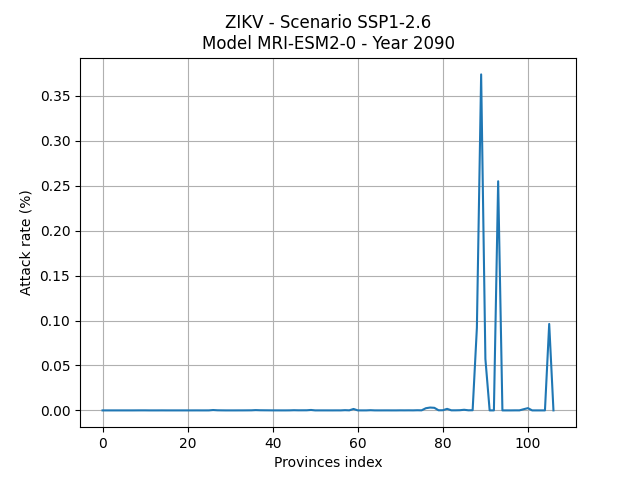 ZIKV - Scenario SSP1-2.6
Model MRI-ESM2-0 - Year 2090
Attack rate (%)
0.35
0.30
0.25
0.20
0.15
0.10
0.05
0.00
0 20 40 60 80 100
Provinces index